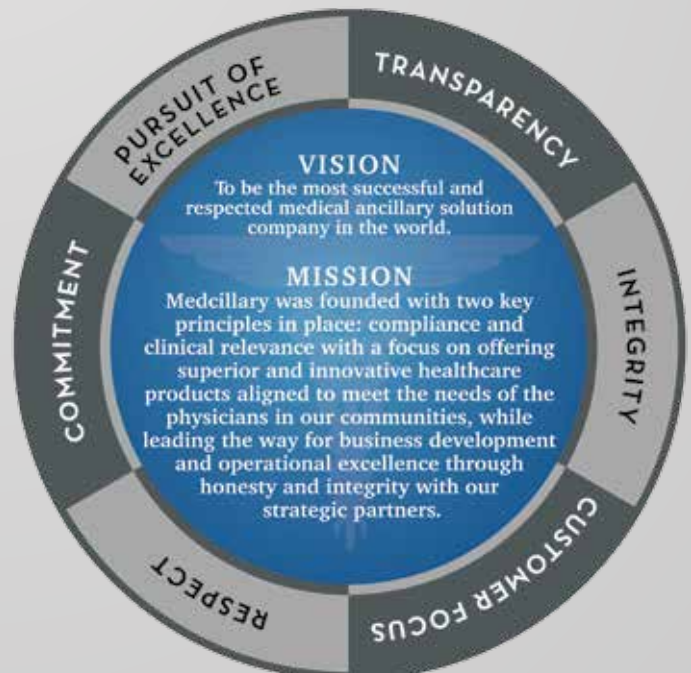 PURSUIT OF
EXCELLENCE
TRANSPARENCY
INTEGRITY
CUSTOMER FOCUS
RESPECT
COMMITMENT
VISION
To be the most successful and
respected medical ancillary solution
company in the world.
MISSION
Medcillary was founded with two key
principles in place: compliance and
clinical relevance with a focus on offering
superior and innovative healthcare
products aligned to meet the needs of the
physicians in our communities, while
leading the way for business development
and operational excellence through
honesty and integrity with our
strategic partners.